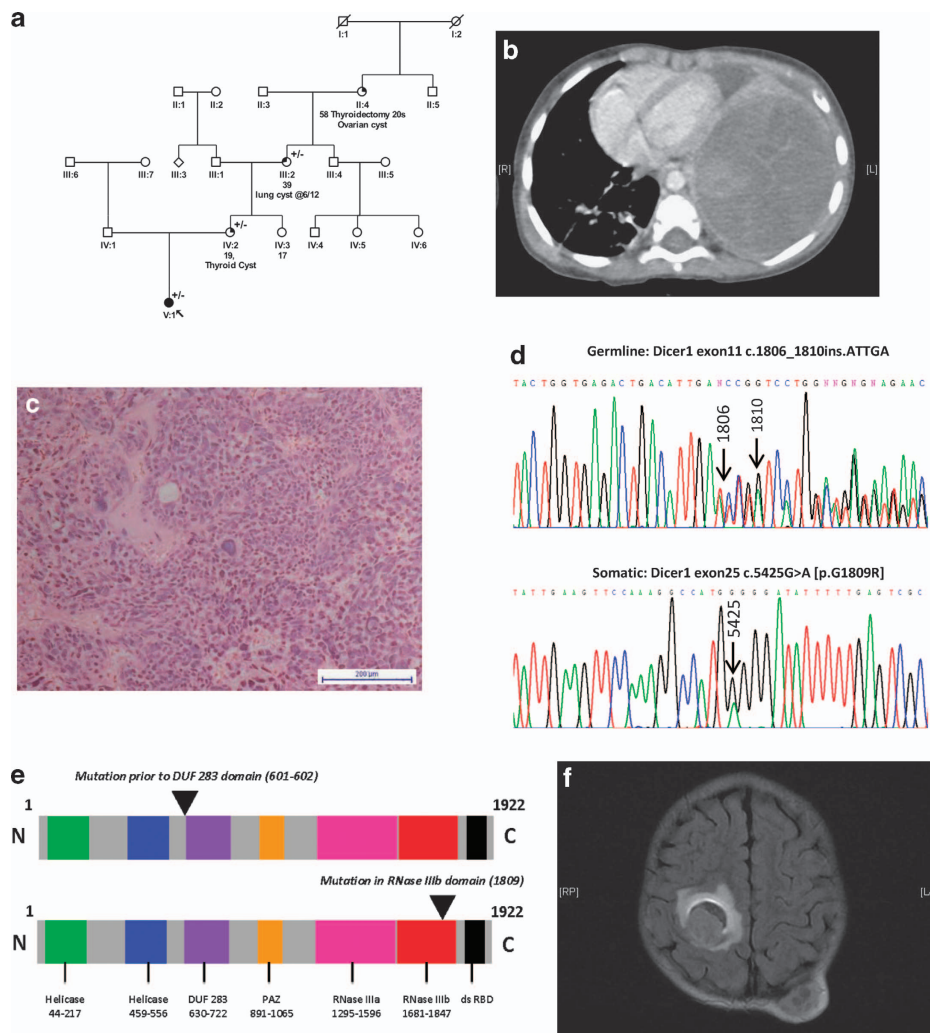 a
I:1 I:2
II:1 II:2 II:3 II:4 II:5
58 Thyroidectomy 20s
Ovarian cyst
+/-
III:6 III:7 III:3 III:1 III:2 III:4 III:5
39
lung cyst @6/12
+/-
IV:1 IV:2 IV:3 IV:4 IV:5 IV:6
19, 17
Thyroid Cyst
+/-
V:1
b
[R] [L]
c
200 µm
d
Germline: Dicer1 exon11 c.1806_1810ins.ATTGA
TACTGGTGAGACTGACATTGANCCGGTCCTGGNNGNGNAGAAC
1806
1810
Somatic: Dicer1 exon25 c.5425G>A [p.G1809R]
TATTGAAGTTCCAAAGGCCATGGGGGGATATTTTTGAGTCGC
5425
e
Mutation prior to DUF 283 domain (601-602)
1 1922
N C
Mutation in RNase IIIb domain (1809)
1 1922
N C
Helicase Helicase DUF 283 PAZ RNase IIIa RNase IIIb ds RBD
44-217 459-556 630-722 891-1065 1295-1596 1681-1847
f
[RP]